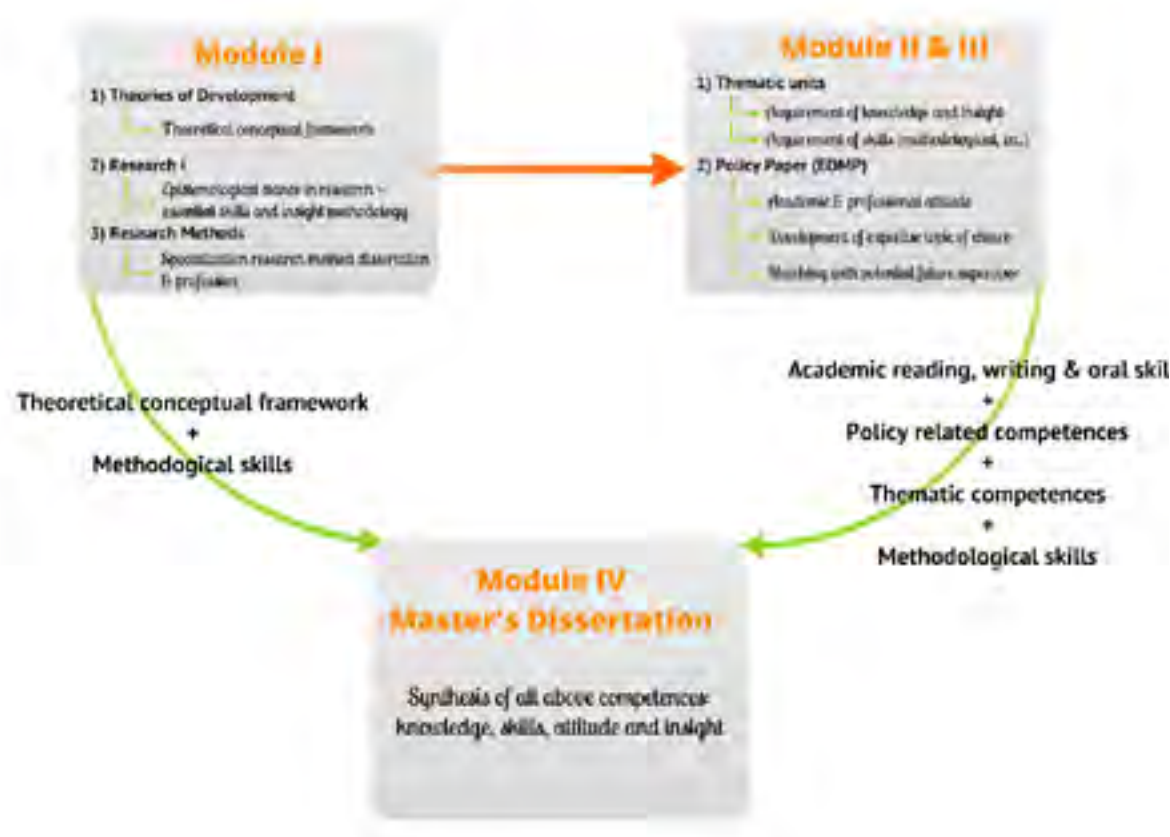 Module I
1) Theories of Development
Theoretical conceptual framework
2) Research I
Epistemological stance in research -
essential skills and insight methodology
3) Research Methods
Specialization research method dissertation
& profession
Module II & III
1) Thematic units
Acquirement of knowledge and insight
Acquirement of skills (methodological, ...)
2) Policy Paper (EDMP)
Academic & professional attitude
Development of expertise topic of choice
Matching with potential future supervisor
Theoretical conceptual framework
+
Methodogical skills
Academic reading, writing & oral skil
+
Policy related competences
+
Thematic competences
+
Methodological skills
Module IV
Master's Dissertation
Synthesis of all above competences
knowledge, skills, attitude and insight